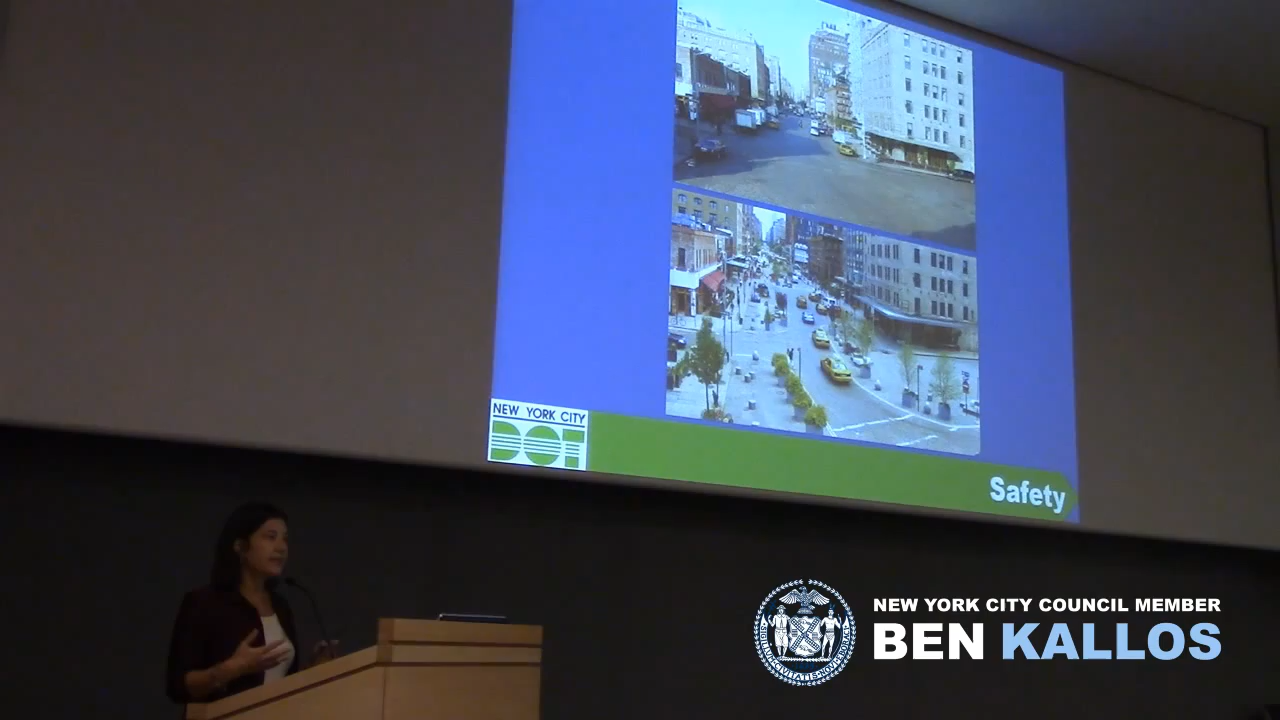 NEW YORK CITY
DOT
Safety
NEW YORK CITY COUNCIL MEMBER
BEN KALLOS